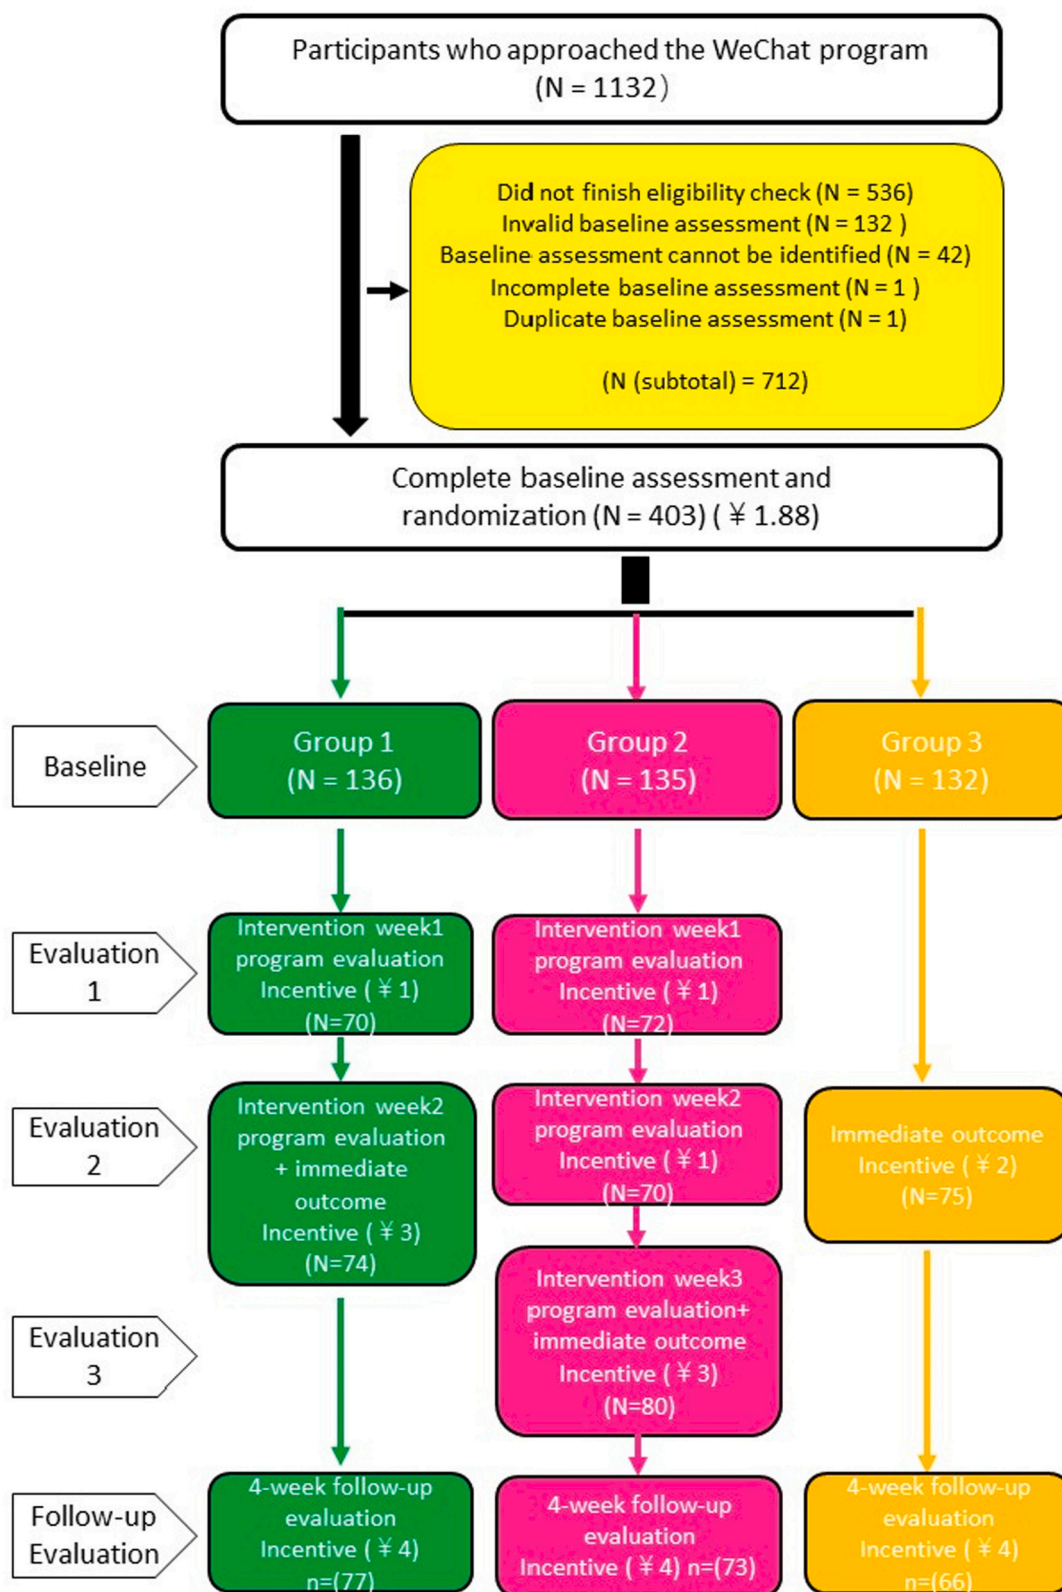 Participants who approached the WeChat program
(N = 1132)
Did not finish eligibility check (N = 536)
Invalid baseline assessment (N = 132 )
Baseline assessment cannot be identified (N = 42)
Incomplete baseline assessment (N = 1 )
Duplicate baseline assessment (N = 1)
(N (subtotal) = 712)
Complete baseline assessment and
randomization (N = 403) (¥ 1.88)
Baseline
Group 1
(N = 136)
Group 2
(N = 135)
Group 3
(N = 132)
Evaluation
1
Intervention week1
program evaluation
Incentive (¥ 1)
(N=70)
Intervention week1
program evaluation
Incentive (¥ 1)
(N=72)
Evaluation
2
Intervention week2
program evaluation
+ immediate
outcome
Incentive (¥ 3)
(N=74)
Intervention week2
program evaluation
Incentive (¥ 1)
(N=70)
Immediate outcome
Incentive (¥ 2)
(N=75)
Evaluation
3
Intervention week3
program evaluation+
immediate outcome
Incentive (¥ 3)
(N=80)
Follow-up
Evaluation
4-week follow-up
evaluation
Incentive (¥ 4)
n=(77)
4-week follow-up
evaluation
Incentive (¥ 4) n=(73)
4-week follow-up
evaluation
Incentive (¥ 4)
n=(66)